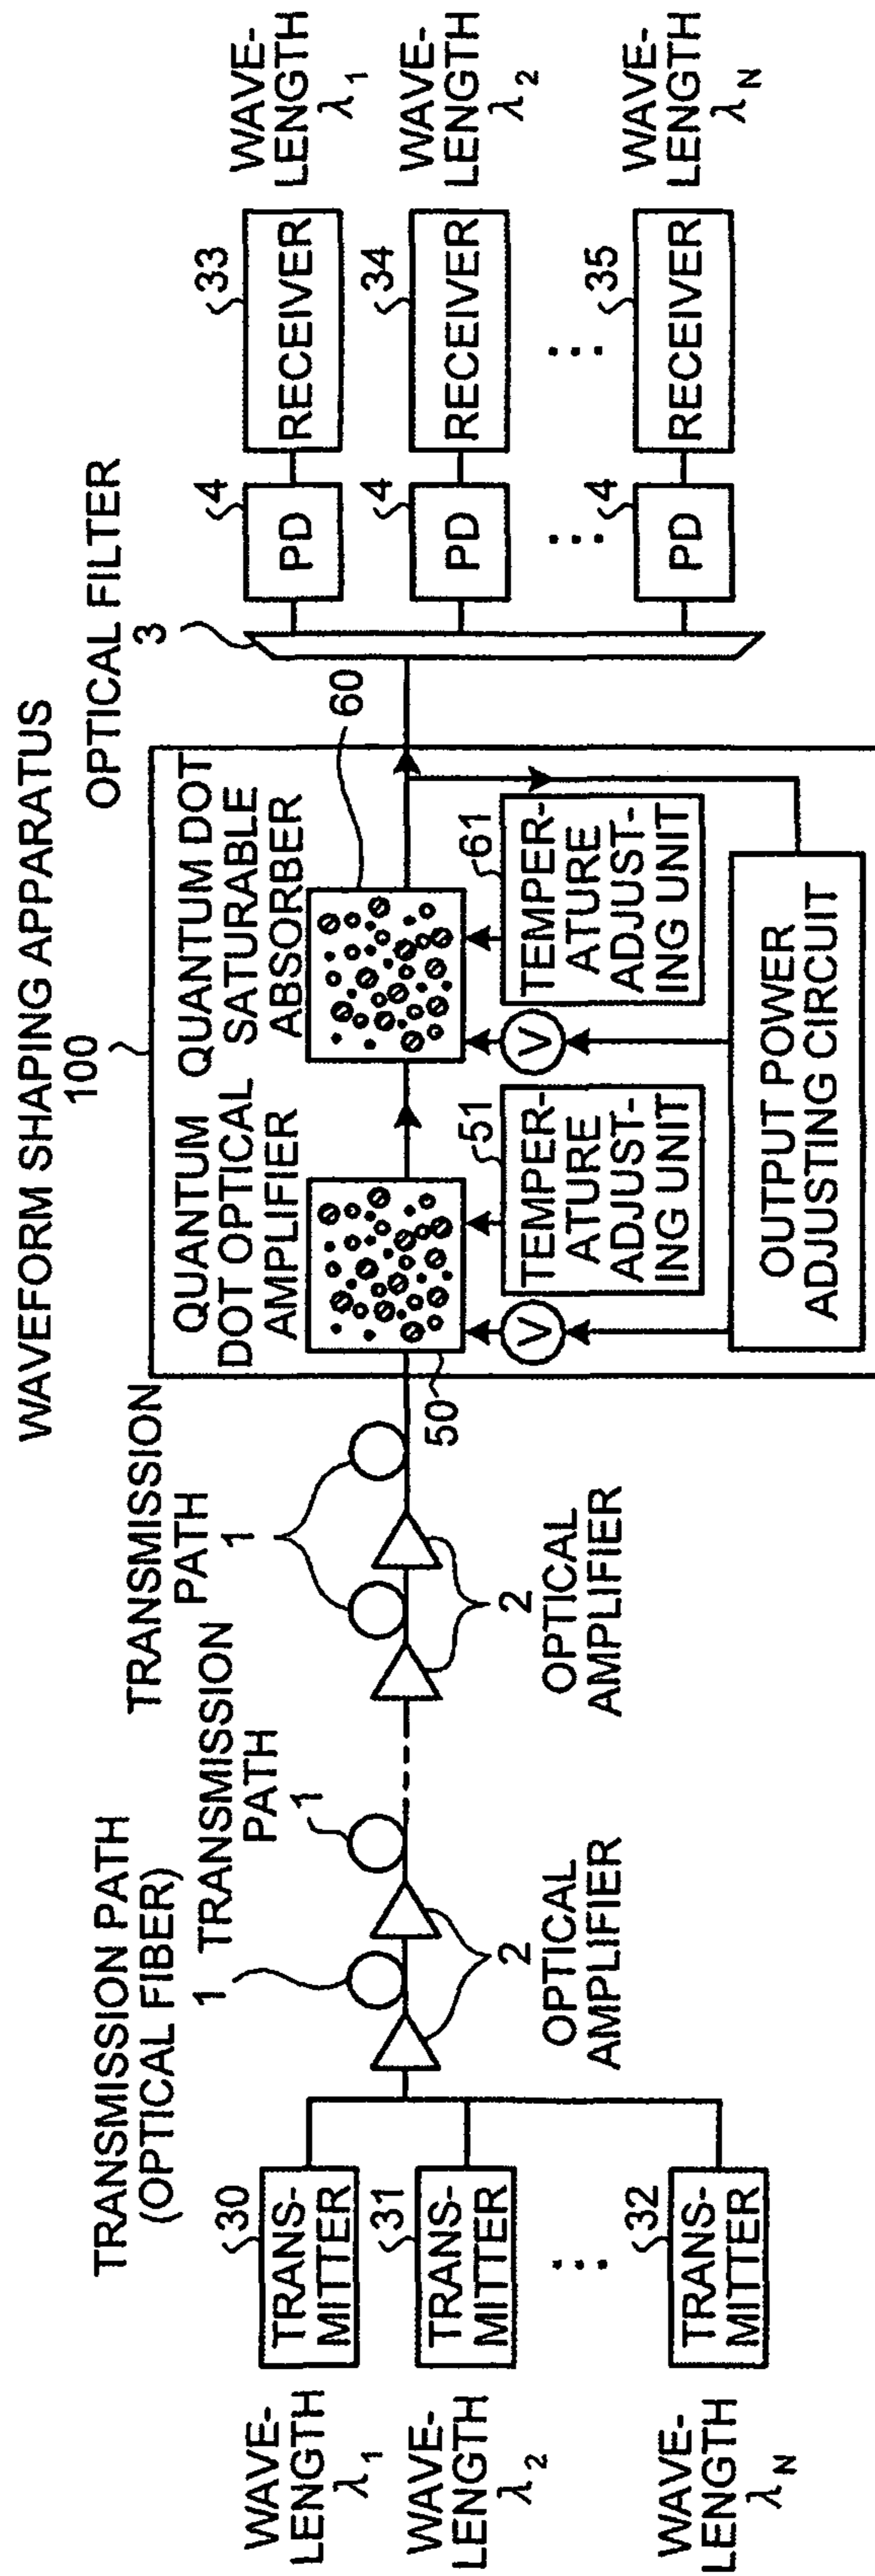 WAVEFORM SHAPING APPARATUS
100
TRANSMISSION PATH
(OPTICAL FIBER)
1
TRANSMISSION
PATH
1
TRANSMISSION
PATH
1
OPTICAL FILTER
3
WAVE-
LENGTH
λ1
30
TRANS-
MITTER
WAVE-
LENGTH
λ2
31
TRANS-
MITTER
WAVE-
LENGTH
λN
32
TRANS-
MITTER
2
OPTICAL
AMPLIFIER
2
OPTICAL
AMPLIFIER
QUANTUM
DOT OPTICAL
AMPLIFIER
50
QUANTUM DOT
SATURABLE
ABSORBER
60
V
51
TEMPER-
ATURE
ADJUST-
ING UNIT
V
61
TEMPER-
ATURE
ADJUST-
ING UNIT
OUTPUT POWER
ADJUSTING CIRCUIT
4
PD
33
RECEIVER
WAVE-
LENGTH
λ1
4
PD
34
RECEIVER
WAVE-
LENGTH
λ2
4
PD
35
RECEIVER
WAVE-
LENGTH
λN